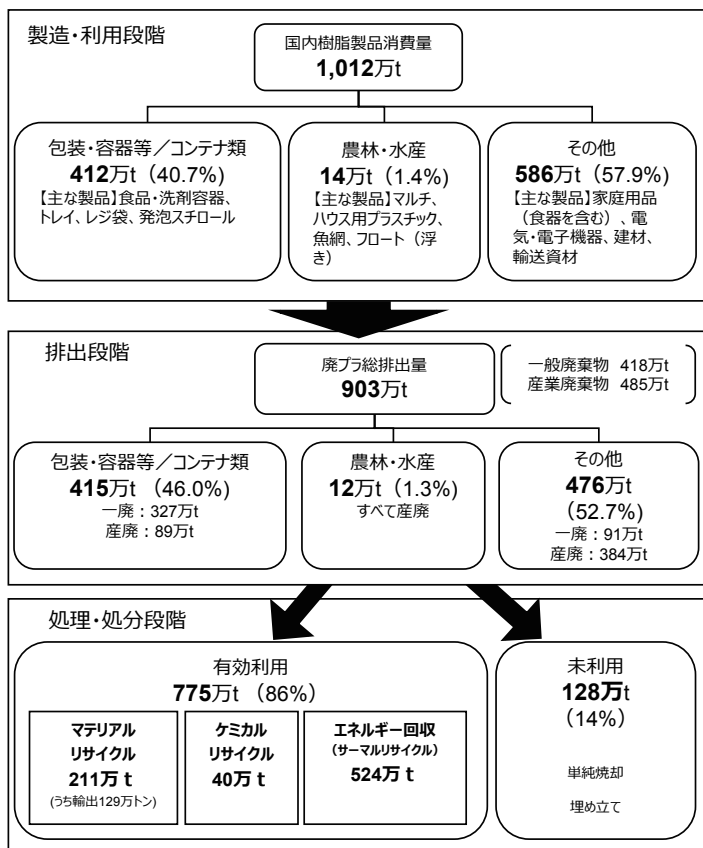 製造・利用段階
国内樹脂製品消費量
1,012万t
包装・容器等／コンテナ類
412万t（40.7%）
【主な製品】食品・洗剤容器、
トレイ、レジ袋、発泡スチロール
農林・水産
14万t（1.4%）
【主な製品】マルチ、
ハウス用プラスチック、
魚網、フロート（浮
き）
その他
586万t（57.9%）
【主な製品】家庭用品
（食器を含む）、電
気・電子機器、建材、
輸送資材
排出段階
廃プラ総排出量
903万t
一般廃棄物 418万t
産業廃棄物 485万t
包装・容器等／コンテナ類
415万t （46.0%）
一廃：327万t
産廃：89万t
農林・水産
12万t（1.3%）
すべて産廃
その他
476万t
（52.7%）
一廃：91万t
産廃：384万t
処理・処分段階
有効利用
775万t （86%）
マテリアル
リサイクル
211万 t
(うち輸出129万トン)
ケミカル
リサイクル
40万 t
エネルギー回収
（サーマルリサイクル）
524万 t
未利用
128万t
（14%）
単純焼却
埋め立て